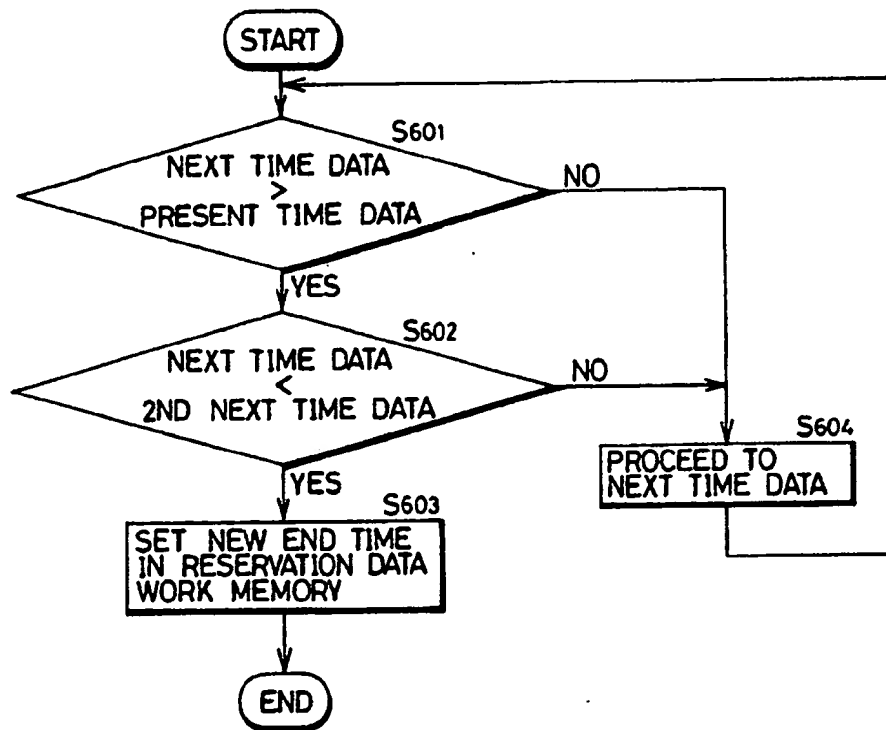 START
S601
NEXT TIME DATA
>
PRESENT TIME DATA
NO
YES
S602
NEXT TIME DATA
<
2ND NEXT TIME DATA
NO
YES
S604
PROCEED TO
NEXT TIME DATA
S603
SET NEW END TIME
IN RESERVATION DATA
WORK MEMORY
END